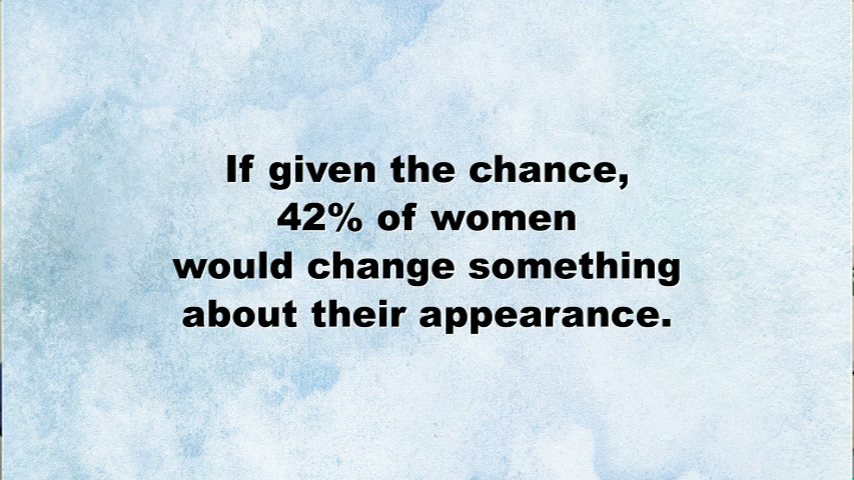 If given the chance,
42% of women
would change something
about their appearance.